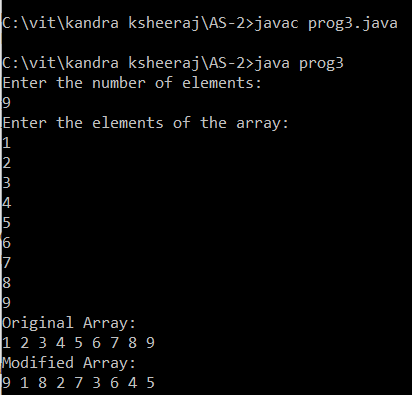 C:\vit\kandra ksheeraj\AS-2>javac prog3.java
C:\vit\kandra ksheeraj\AS-2>java prog3
Enter the number of elements:
9
Enter the elements of the array:
1
2
3
4
5
6
7
8
9
Original Array:
1 2 3 4 5 6 7 8 9
Modified Array:
9 1 8 2 7 3 6 4 5